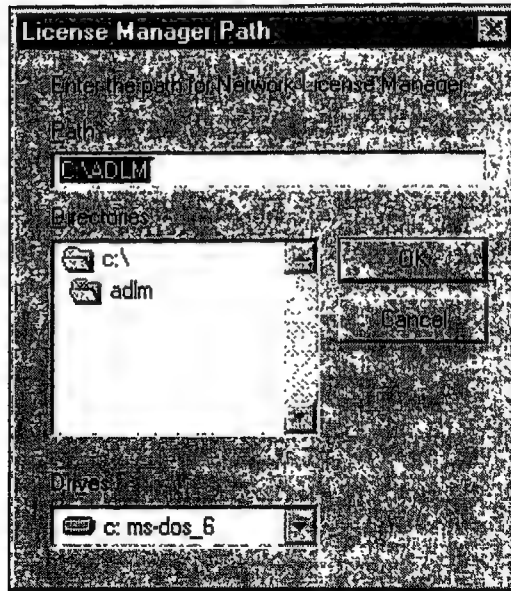 License Manager Path
Enter the path for Network License Manager.
Path:
C:\ADLM
Directories:
c:\
adlm
OK
Cancel
Drives:
c: ms-dos_6